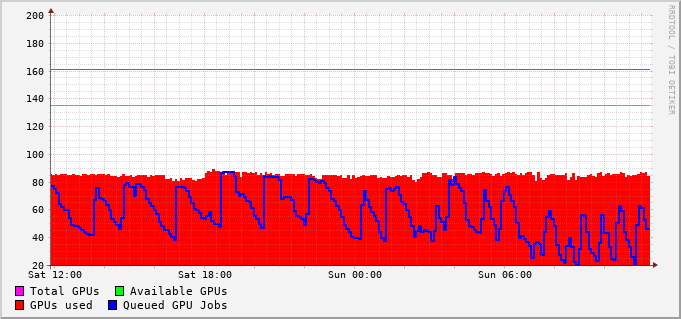 RRDTOOL / TOBI OETIKER
200
180
160
140
120
100
80
60
40
20
Sat 12:00 Sat 18:00 Sun 00:00 Sun 06:00
Total GPUs Available GPUs
GPUs used Queued GPU Jobs